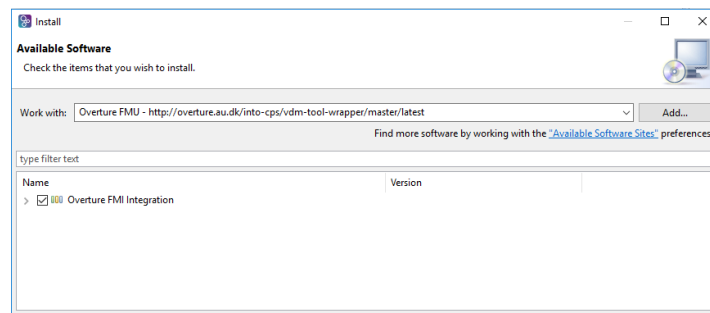 Install
Available Software
Check the items that you wish to install.
Work with: Overture FMU - http://overture.au.dk/into-cps/vdm-tool-wrapper/master/latest Add...
Find more software by working with the "Available Software Sites" preferences
type filter text
Name Version
Overture FMI Integration